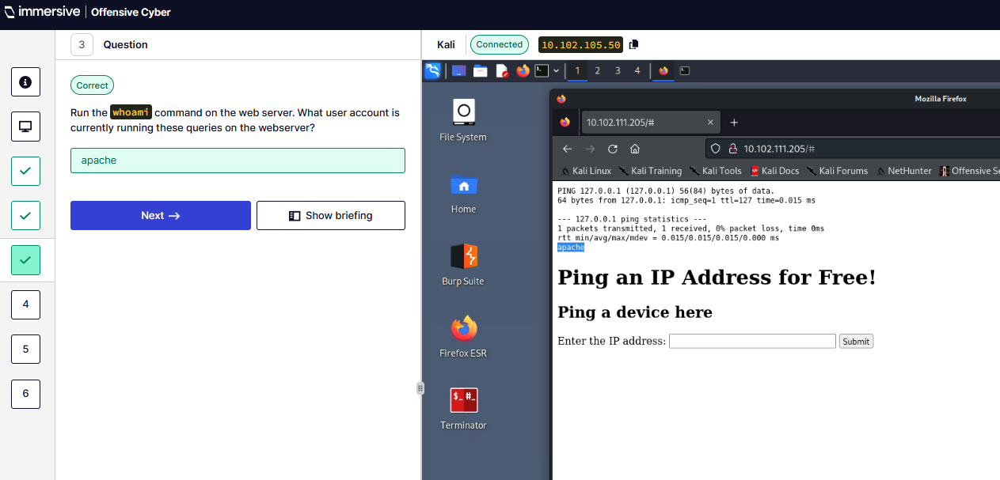 immersive Offensive Cyber
3 Question
Correct
Run the whoami command on the web server. What user account is
currently running these queries on the webserver?
apache
Next →
Show briefing
4
5
6
Kali Connected 10.102.105.50
1 2 3 4
File System
Home
Burp Suite
Firefox ESR
$_ #_
Terminator
Mozilla Firefox
10.102.111.205/#
10.102.111.205/#
Kali Linux Kali Training Kali Tools Kali Docs Kali Forums NetHunter Offensive Se
PING 127.0.0.1 (127.0.0.1) 56(84) bytes of data.
64 bytes from 127.0.0.1: icmp_seq=1 ttl=127 time=0.015 ms
--- 127.0.0.1 ping statistics ---
1 packets transmitted, 1 received, 0% packet loss, time 0ms
rtt min/avg/max/mdev = 0.015/0.015/0.015/0.000 ms
apache
Ping an IP Address for Free!
Ping a device here
Enter the IP address:
Submit